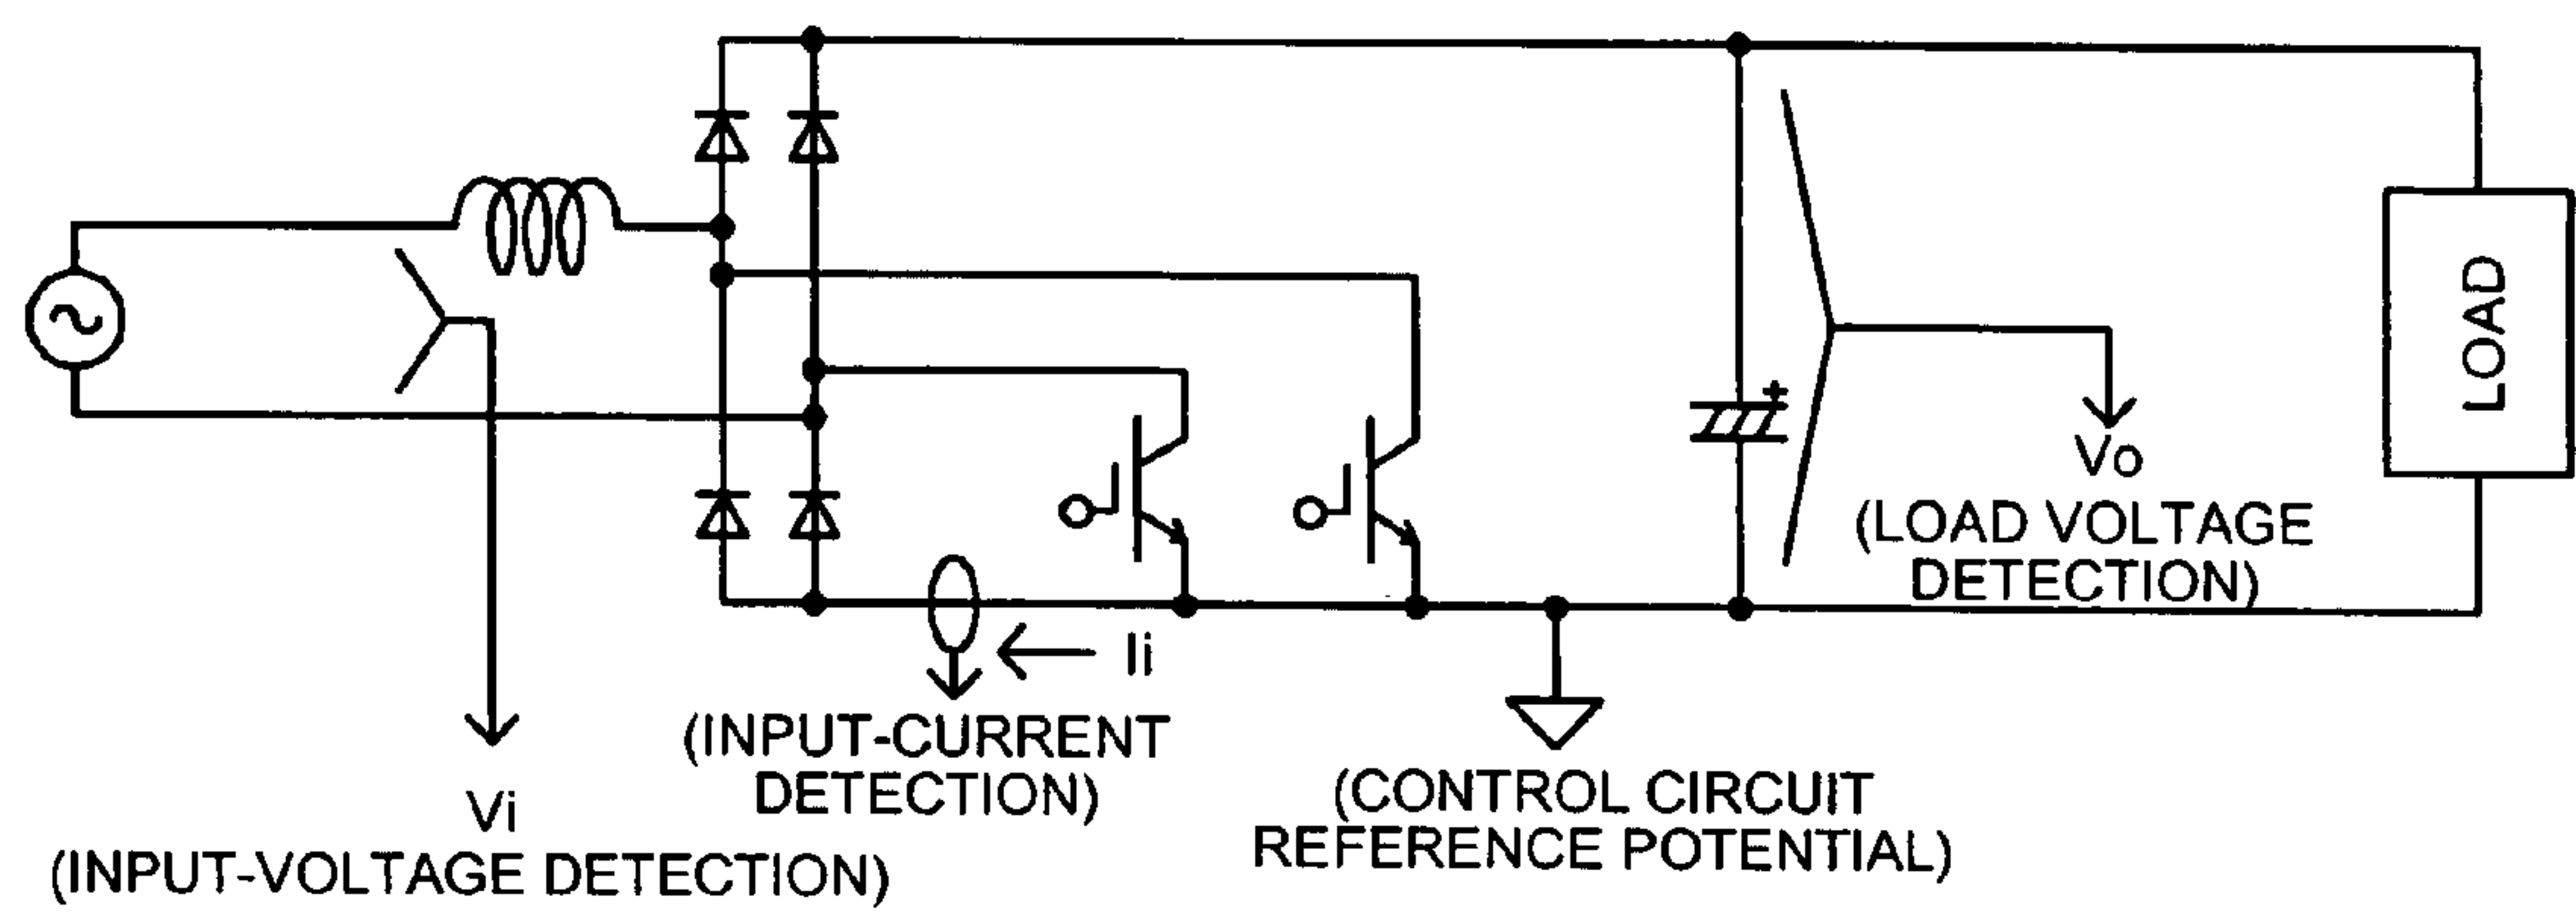 LOAD
Vo
(LOAD VOLTAGE
DETECTION)
Ii
(INPUT-CURRENT
DETECTION)
Vi
(INPUT-VOLTAGE DETECTION)
(CONTROL CIRCUIT
REFERENCE POTENTIAL)
+